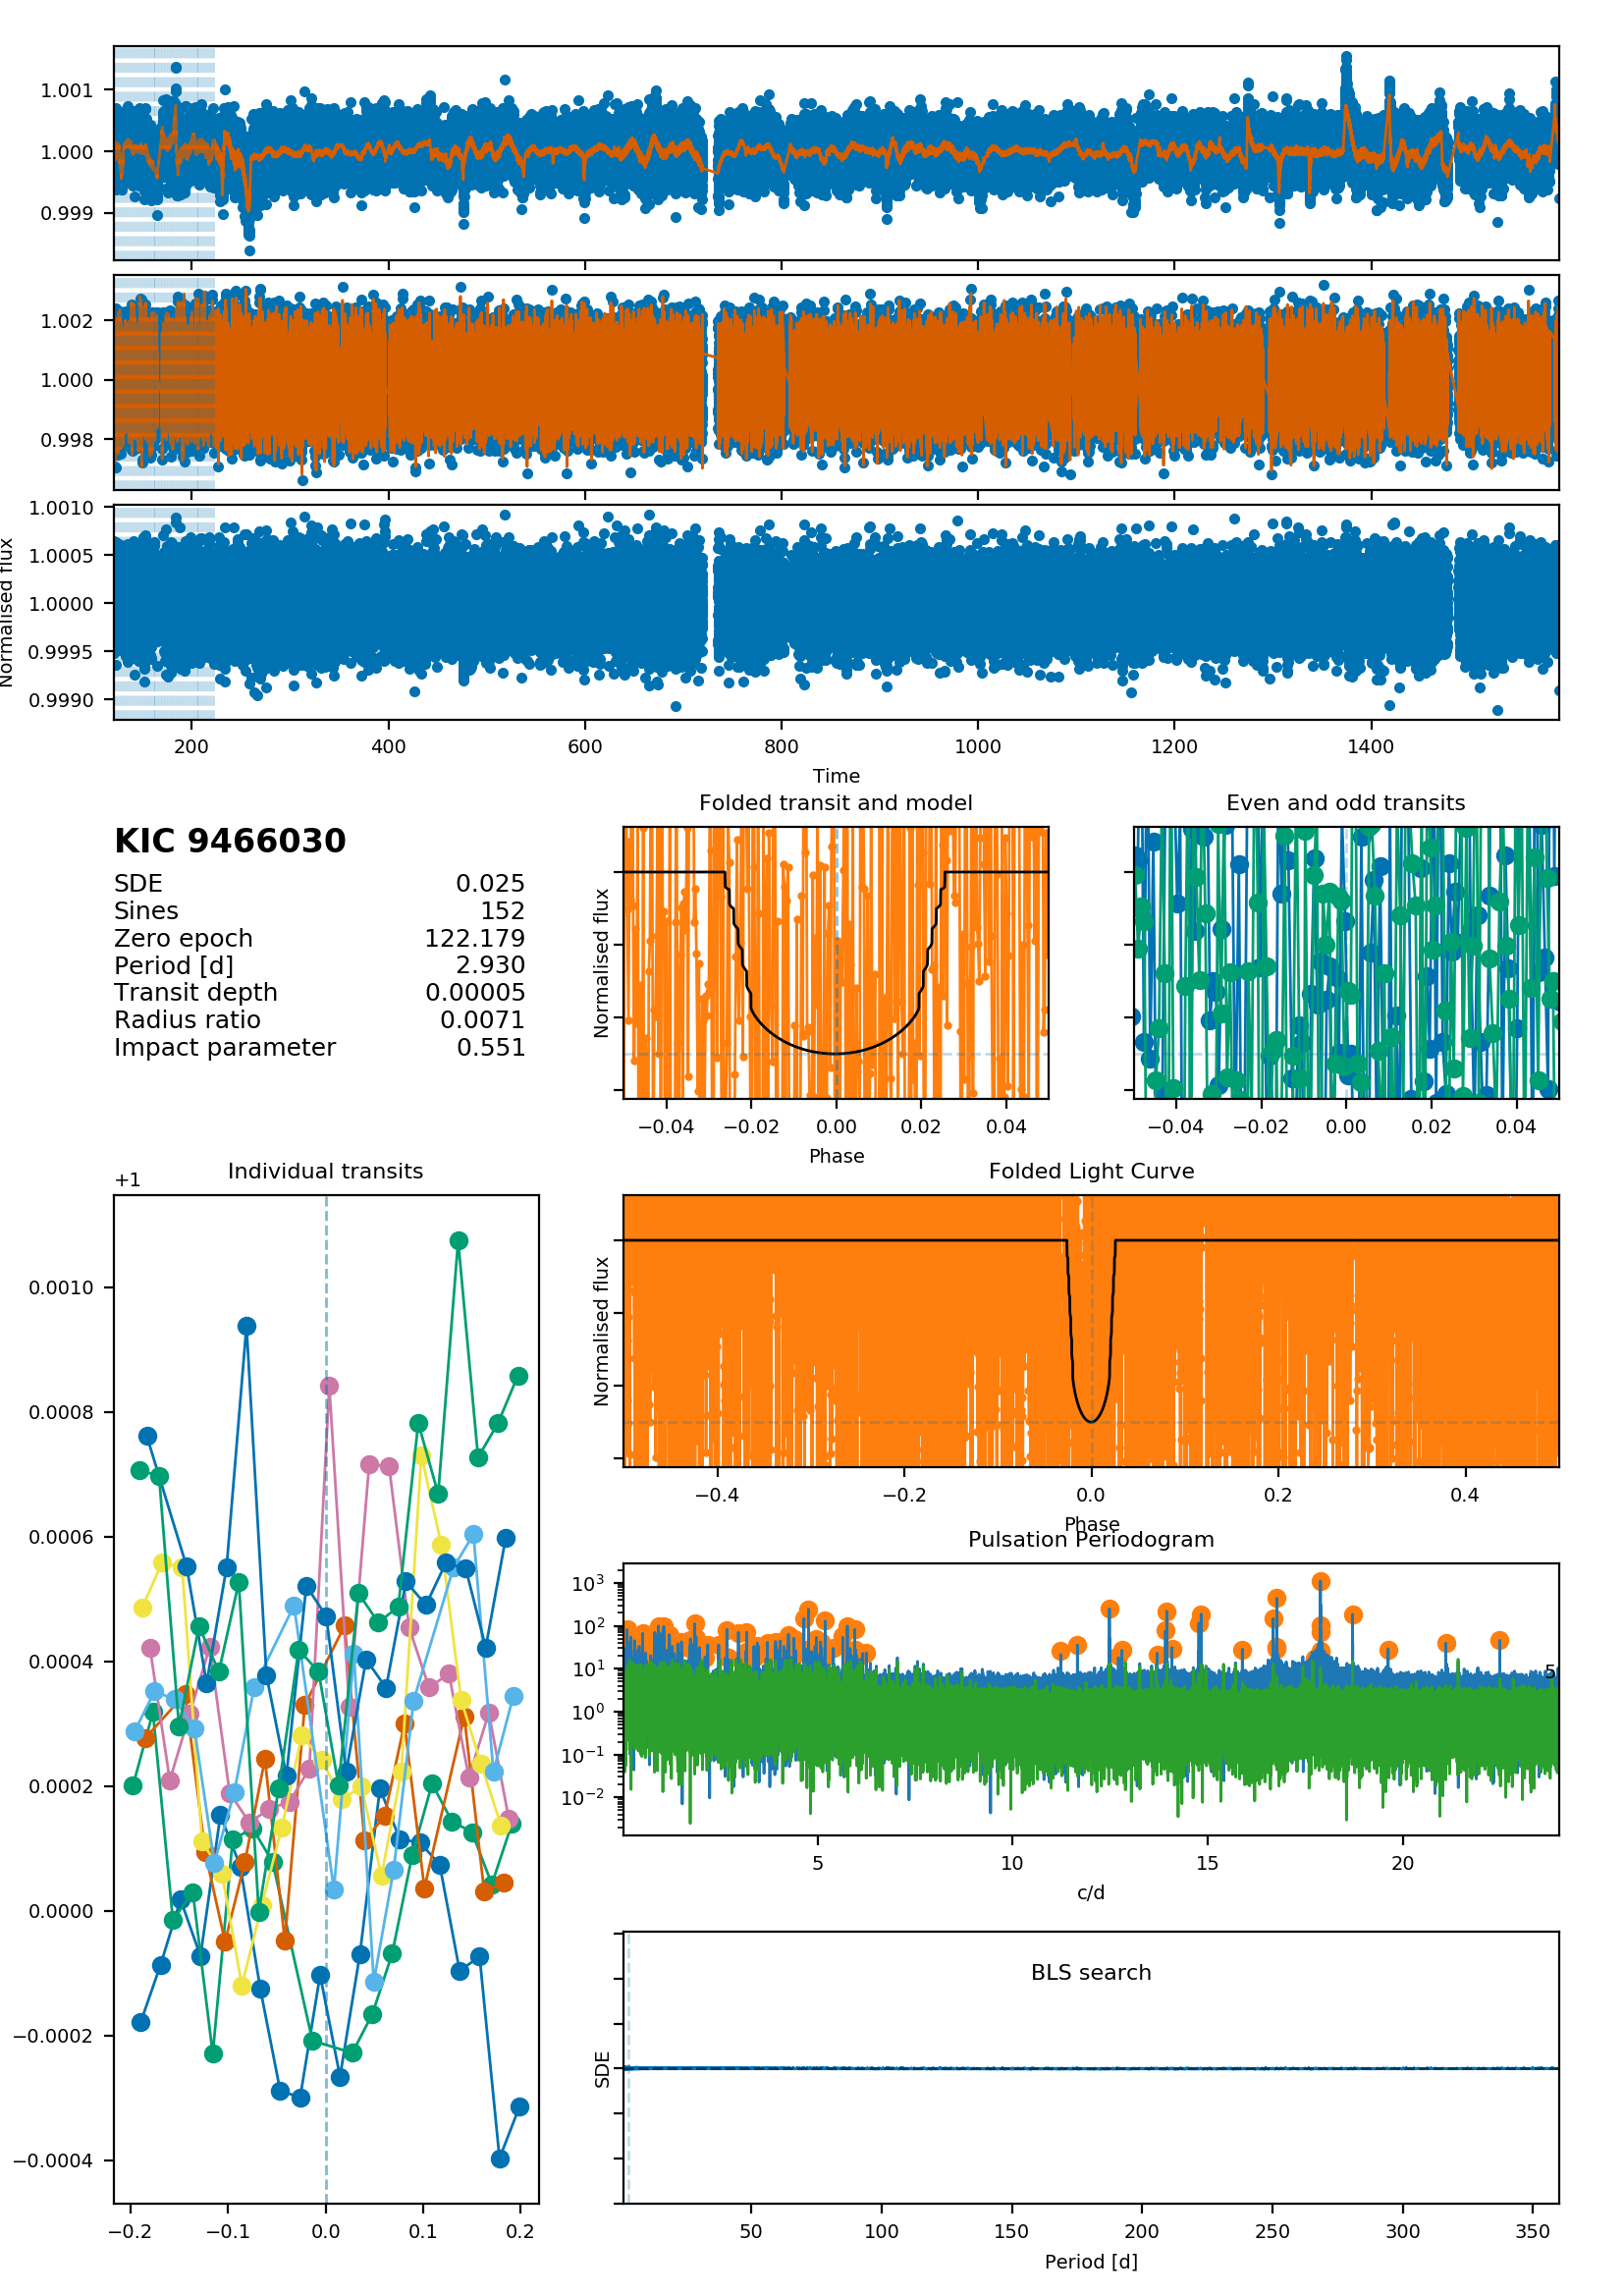 1.001
1.000
0.999
1.002
1.000
0.998
1.0010
1.0005
1.0000
0.9995
0.9990
Normalised flux
200 400 600 800 1000 1200 1400
Time
KIC 9466030
SDE 0.025
Sines 152
Zero epoch 122.179
Period [d] 2.930
Transit depth 0.00005
Radius ratio 0.0071
Impact parameter 0.551
Folded transit and model
Normalised flux
−0.04 −0.02 0.00 0.02 0.04
Phase
Even and odd transits
−0.04 −0.02 0.00 0.02 0.04
Individual transits
+1
0.0010
0.0008
0.0006
0.0004
0.0002
0.0000
−0.0002
−0.0004
−0.2 −0.1 0.0 0.1 0.2
Folded Light Curve
Normalised flux
−0.4 −0.2 0.0 0.2 0.4
Phase
Pulsation Periodogram
10³
10²
10¹
10⁰
10⁻¹
10⁻²
5
5 10 15 20
c/d
BLS search
SDE
50 100 150 200 250 300 350
Period [d]